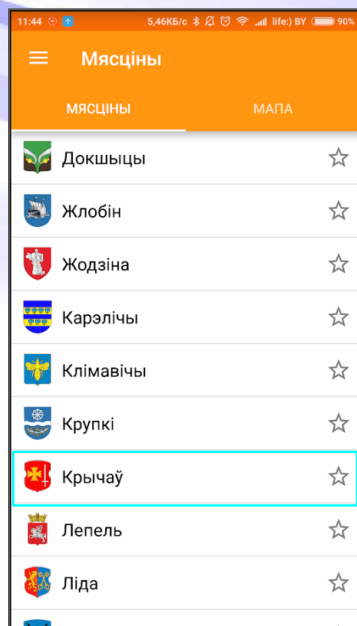 11:44 5,46КБ/с life:) BY 90%
Мясціны
МЯСЦІНЫ МАПА
Докшыцы
Жлобін
Жодзіна
Карэлічы
Клімавічы
Крупкі
Крычаў
Лепель
Ліда